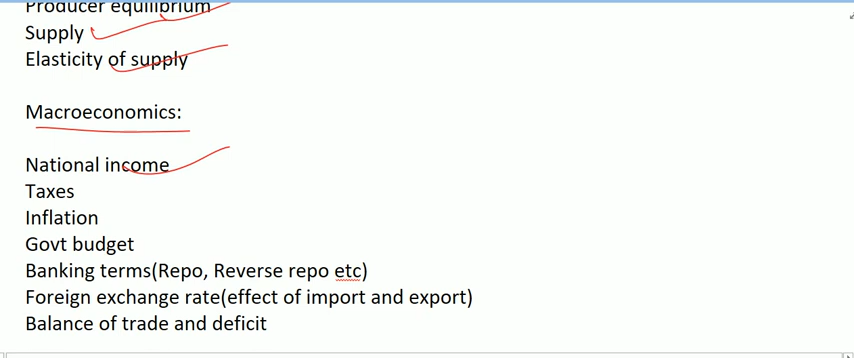 Producer equilibrium
Supply
Elasticity of supply
Macroeconomics:
National income
Taxes
Inflation
Govt budget
Banking terms(Repo, Reverse repo etc)
Foreign exchange rate(effect of import and export)
Balance of trade and deficit